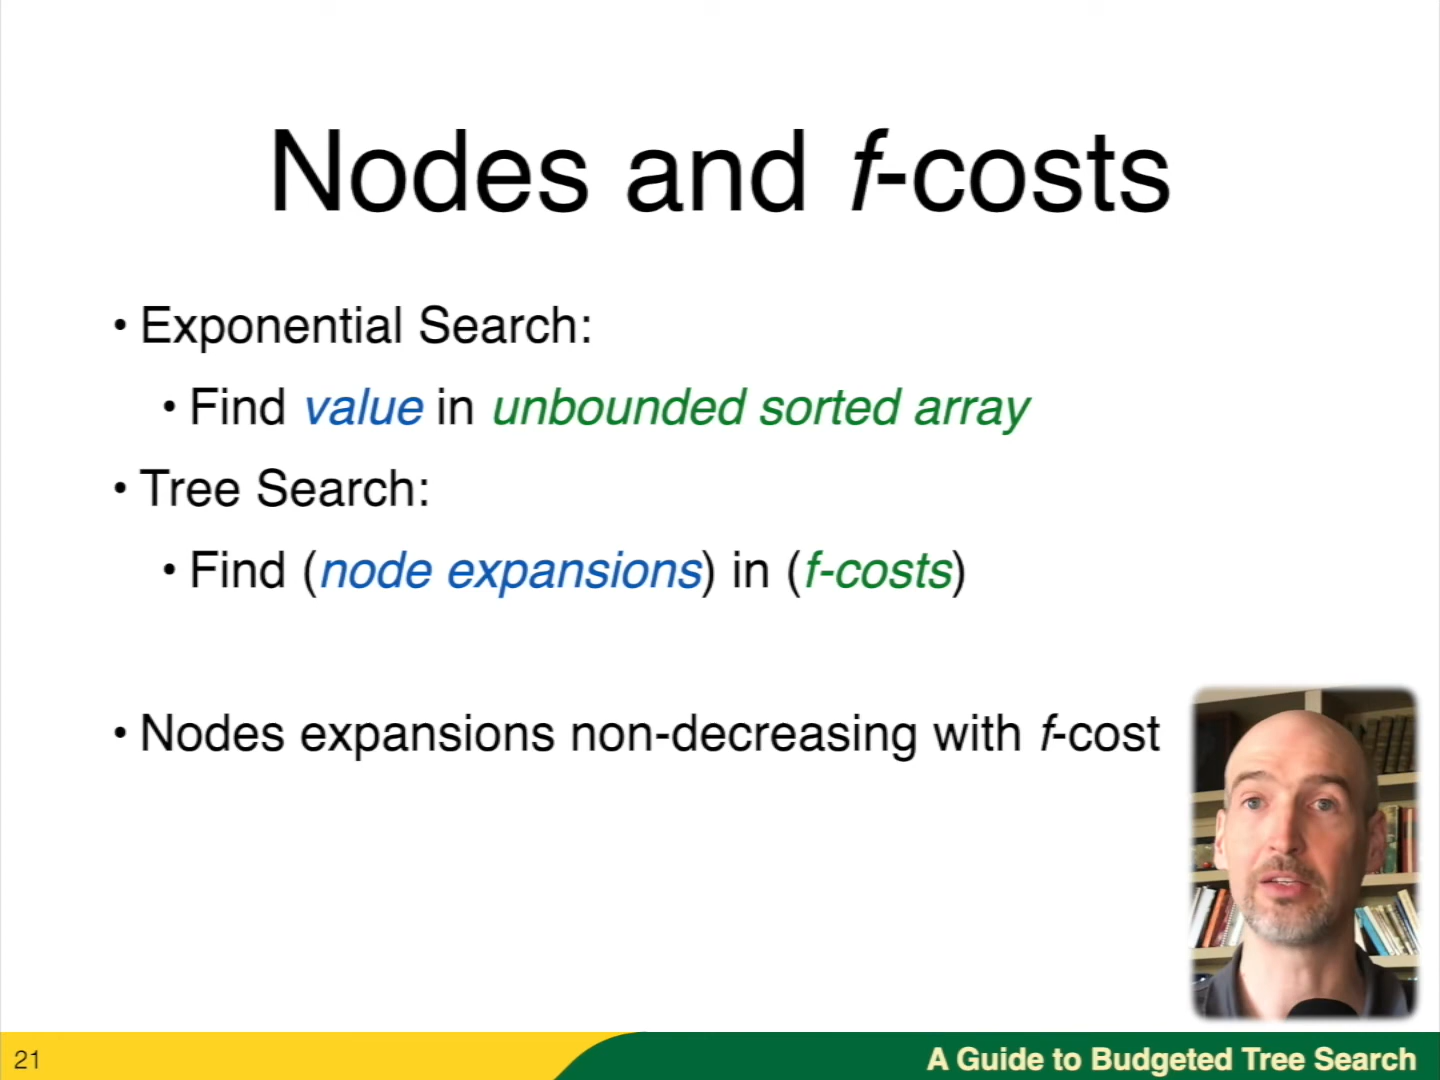 Nodes and f-costs
• Exponential Search:
• Find value in unbounded sorted array
• Tree Search:
• Find (node expansions) in (f-costs)
• Nodes expansions non-decreasing with f-cost
21
A Guide to Budgeted Tree Search